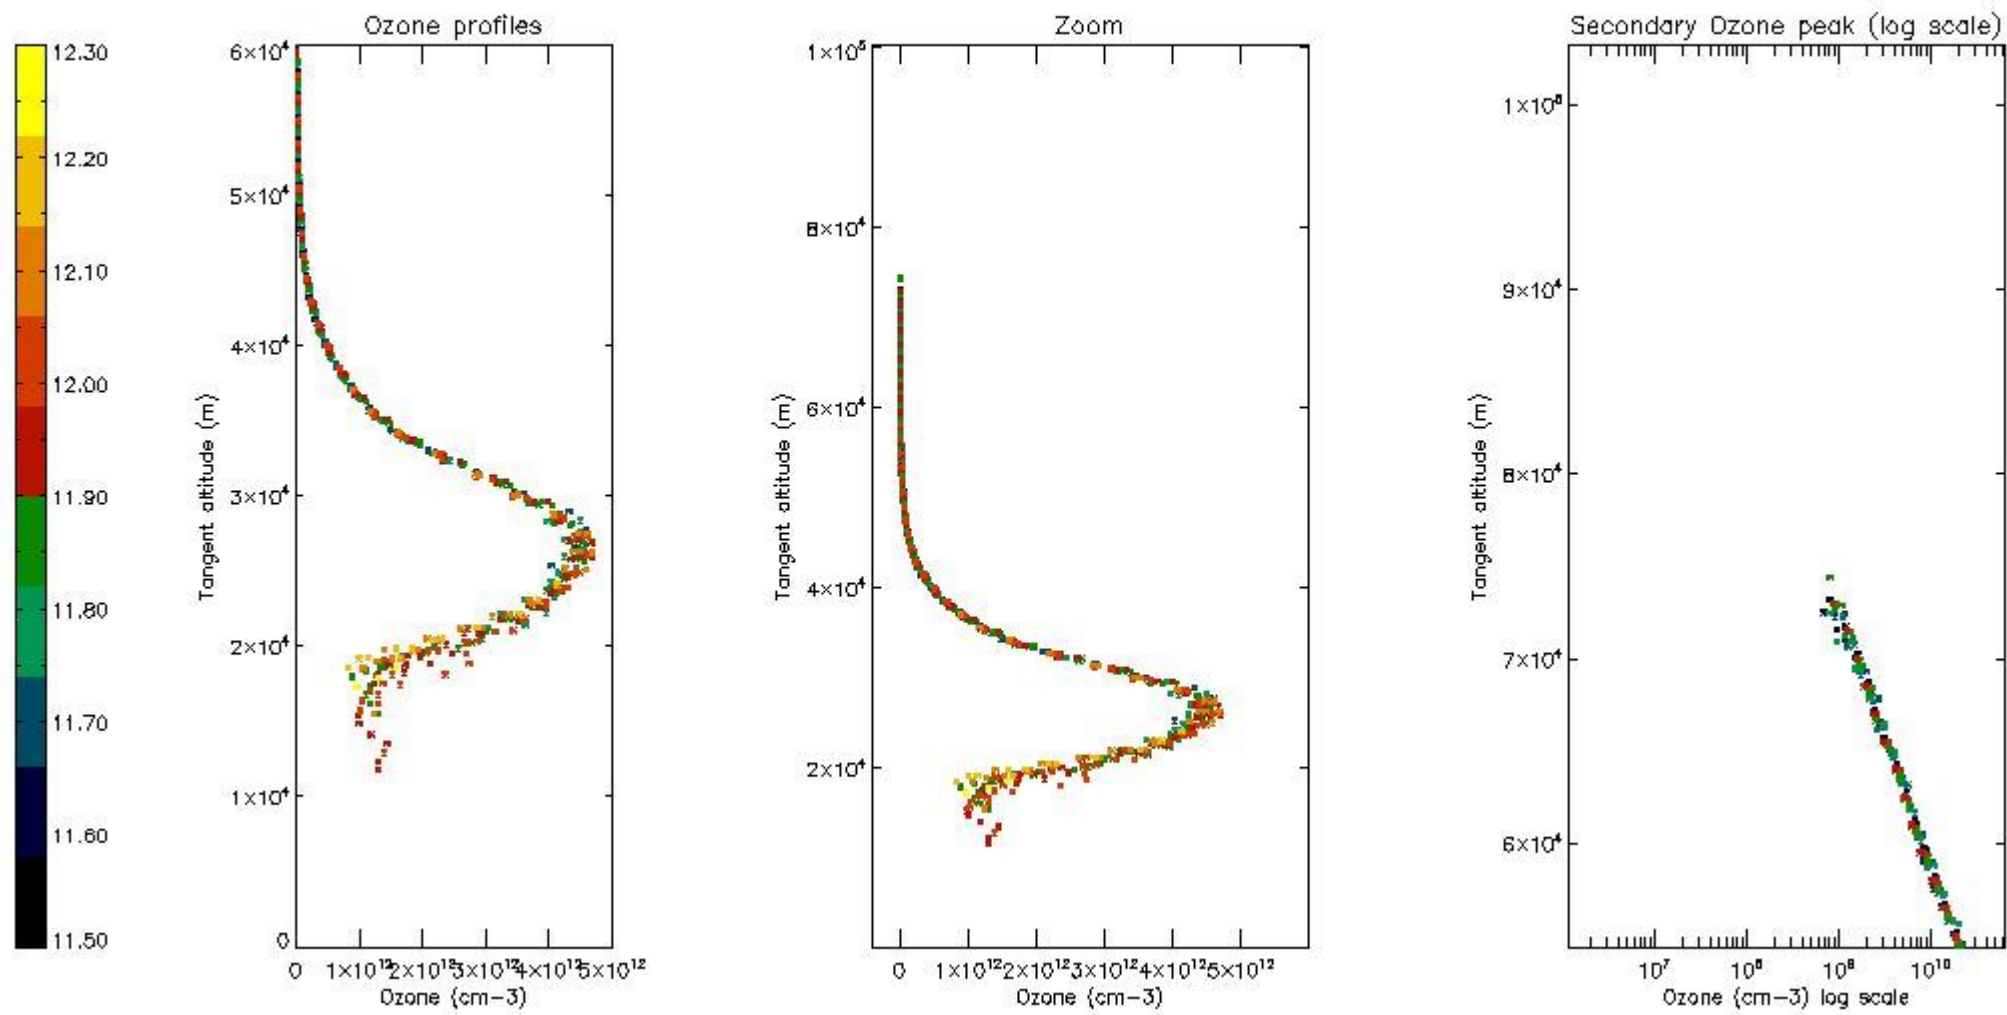 Ozone profiles
Zoom
Secondary Ozone peak (log scale)
12.30
12.20
12.10
12.00
11.90
11.80
11.70
11.60
11.50
6×10⁴
5×10⁴
4×10⁴
3×10⁴
2×10⁴
1×10⁴
0
Tangent altitude (m)
0 1×10¹² 2×10¹² 3×10¹² 4×10¹² 5×10¹²
Ozone (cm−3)
1×10⁵
8×10⁴
6×10⁴
4×10⁴
2×10⁴
Tangent altitude (m)
0 1×10¹² 2×10¹² 3×10¹² 4×10¹² 5×10¹²
Ozone (cm−3)
9×10⁴
8×10⁴
7×10⁴
6×10⁴
Tangent altitude (m)
10⁷ 10¹⁰
Ozone (cm−3) log scale